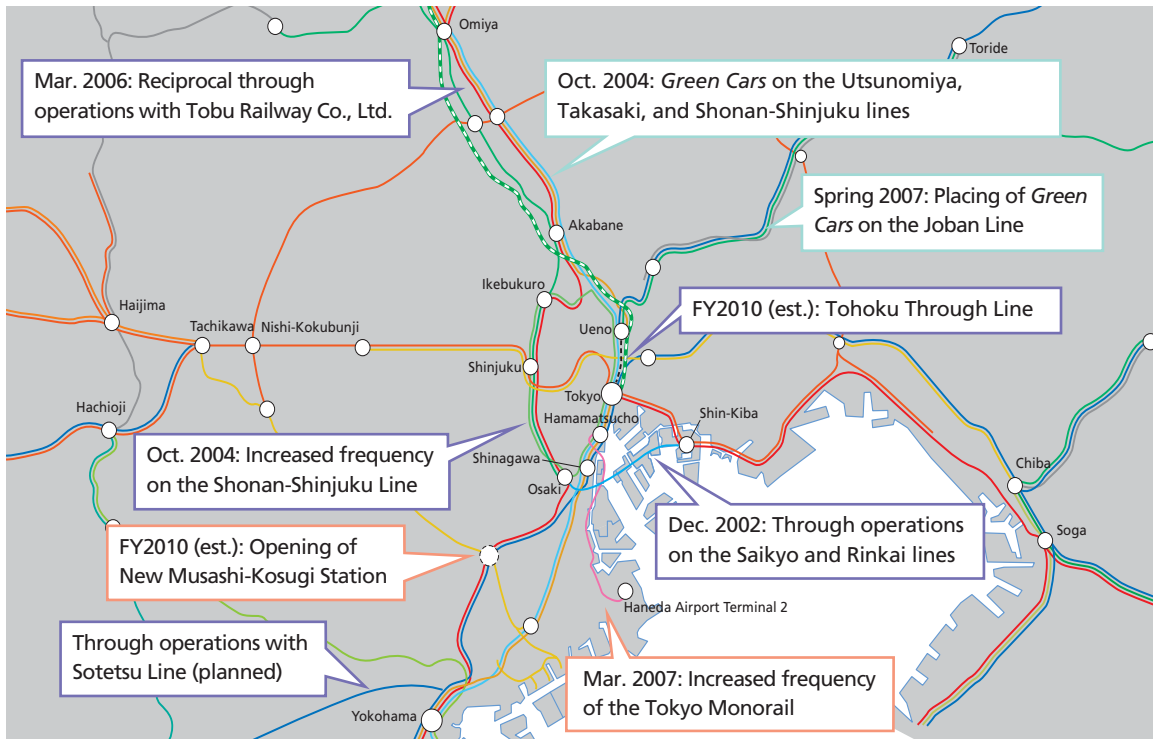 Omiya
Toride
Mar. 2006: Reciprocal through
operations with Tobu Railway Co., Ltd.
Oct. 2004: Green Cars on the Utsunomiya,
Takasaki, and Shonan-Shinjuku lines
Spring 2007: Placing of Green
Cars on the Joban Line
Akabane
Ikebukuro
Haijima
Tachikawa
Nishi-Kokubunji
Ueno
FY2010 (est.): Tohoku Through Line
Shinjuku
Tokyo
Hachioji
Hamamatsucho
Shin-Kiba
Oct. 2004: Increased frequency
on the Shonan-Shinjuku Line
Shinagawa
Osaki
Chiba
Dec. 2002: Through operations
on the Saikyo and Rinkai lines
Soga
FY2010 (est.): Opening of
New Musashi-Kosugi Station
Haneda Airport Terminal 2
Through operations with
Sotetsu Line (planned)
Mar. 2007: Increased frequency
of the Tokyo Monorail
Yokohama